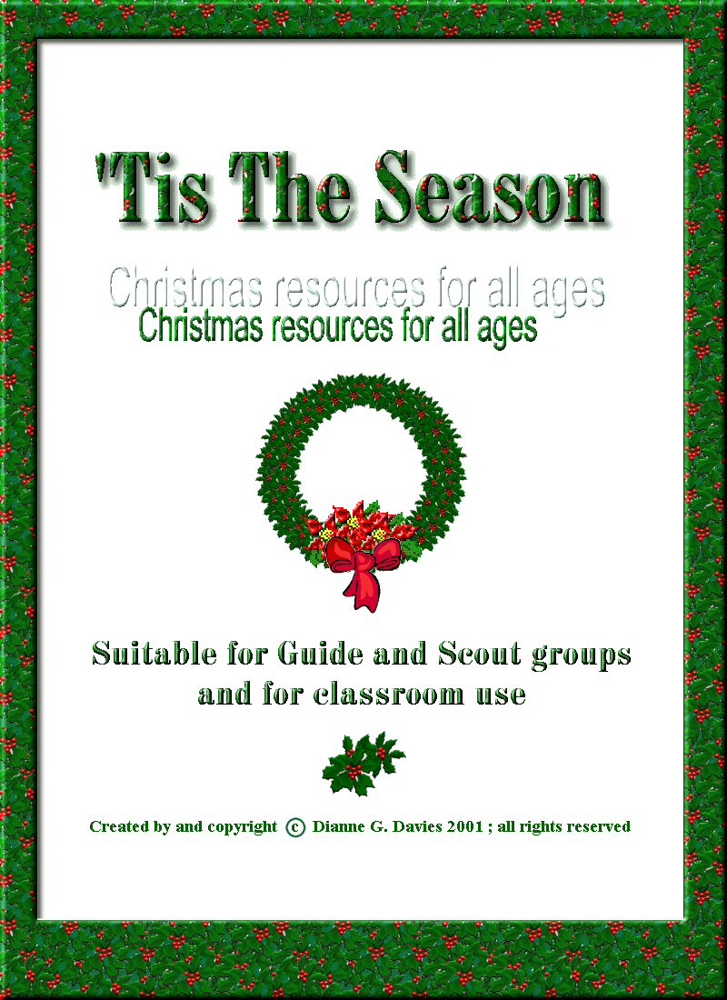 'Tis The Season
Christmas resources for all ages
Christmas resources for all ages
Suitable for Guide and Scout groups
and for classroom use
Created by and copyright © Dianne G. Davies 2001 ; all rights reserved